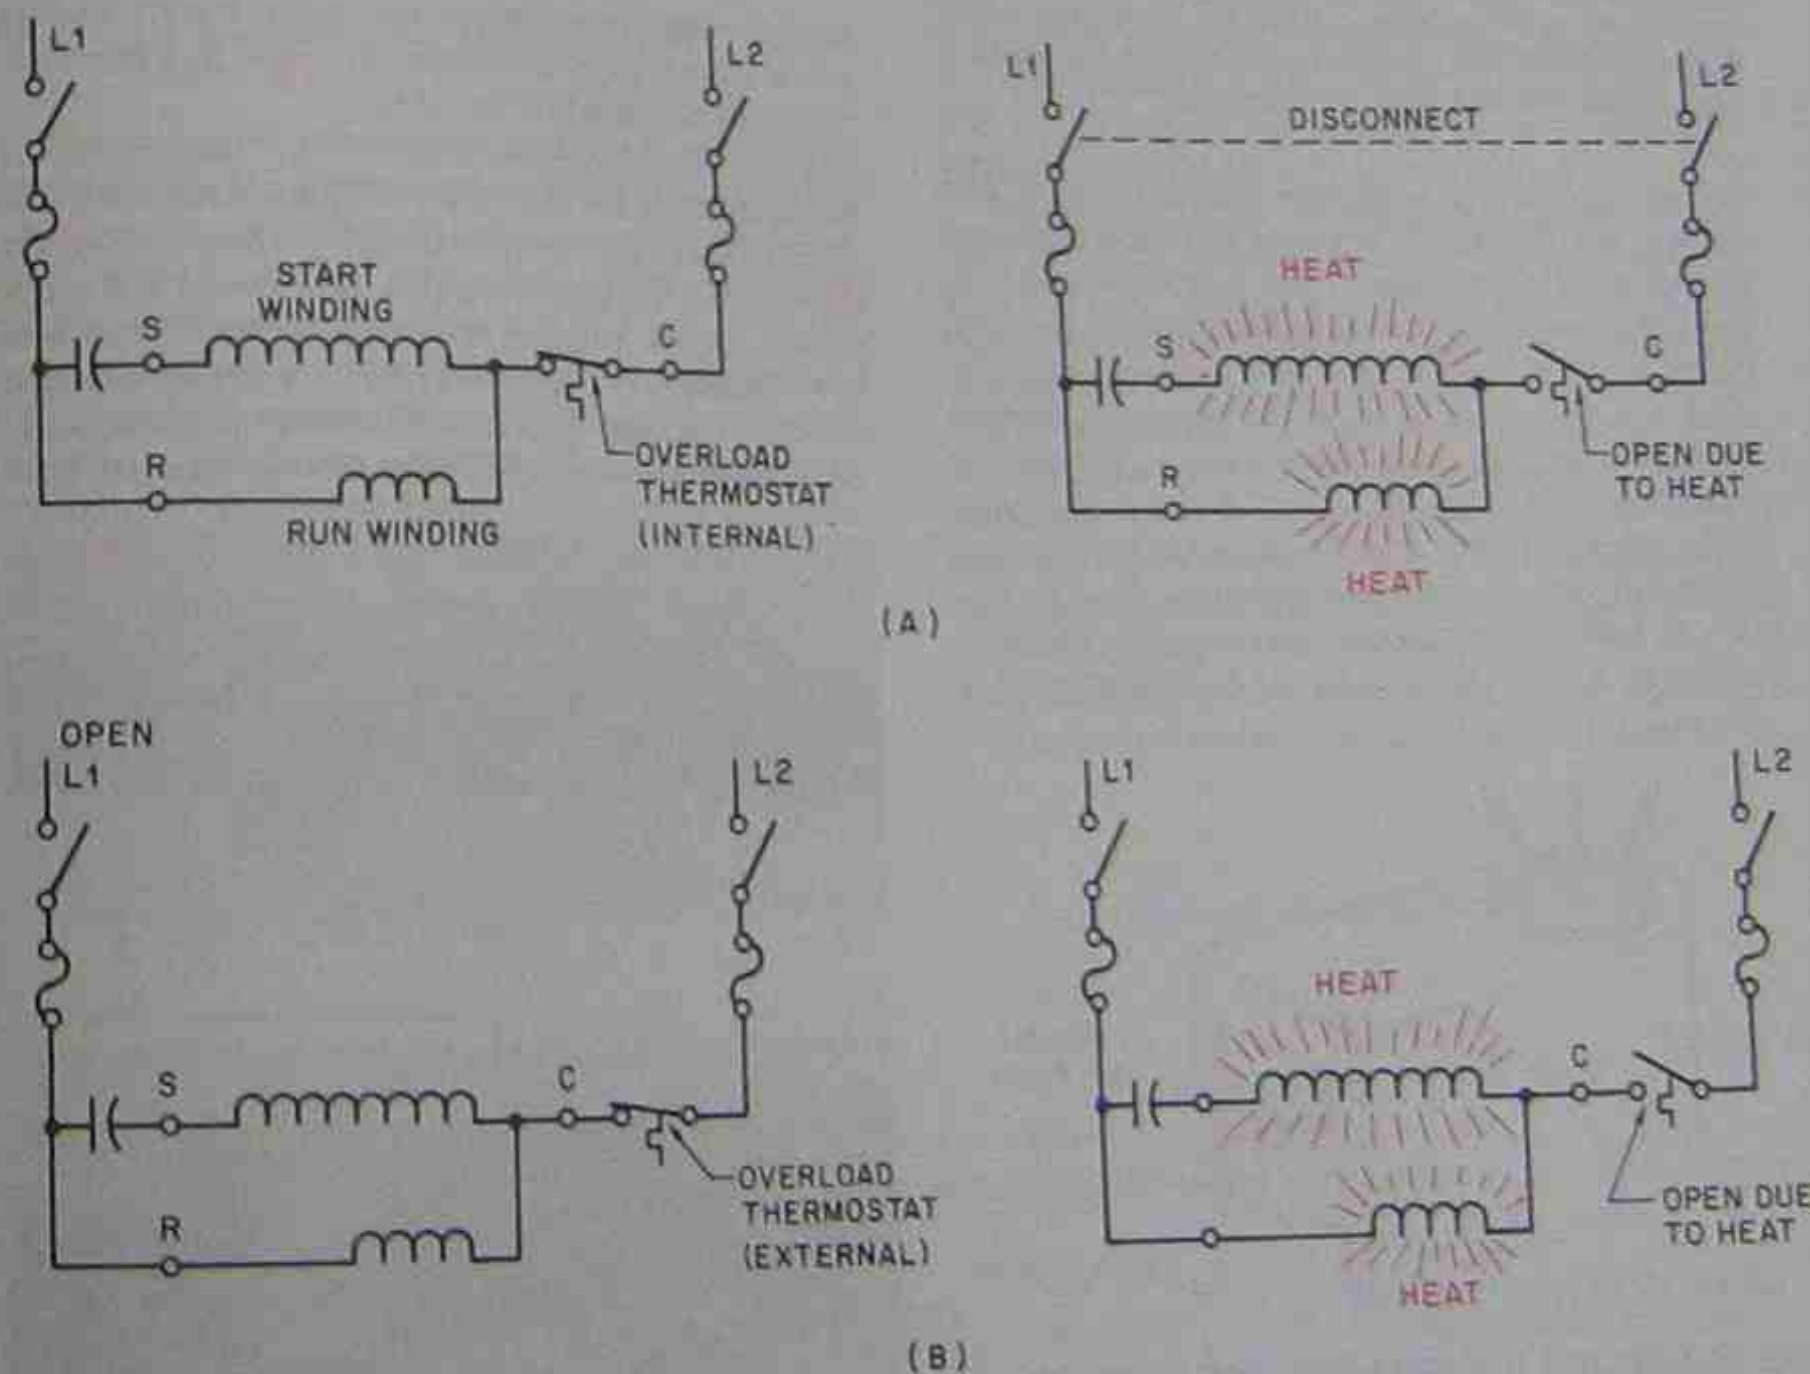 L1
L2
START
WINDING
S
C
R
RUN WINDING
OVERLOAD
THERMOSTAT
(INTERNAL)
L1
L2
DISCONNECT
HEAT
S
C
R
OPEN DUE
TO HEAT
HEAT
(A)
OPEN
L1
L2
S
C
R
OVERLOAD
THERMOSTAT
(EXTERNAL)
L1
L2
HEAT
C
OPEN DUE
TO HEAT
HEAT
(B)